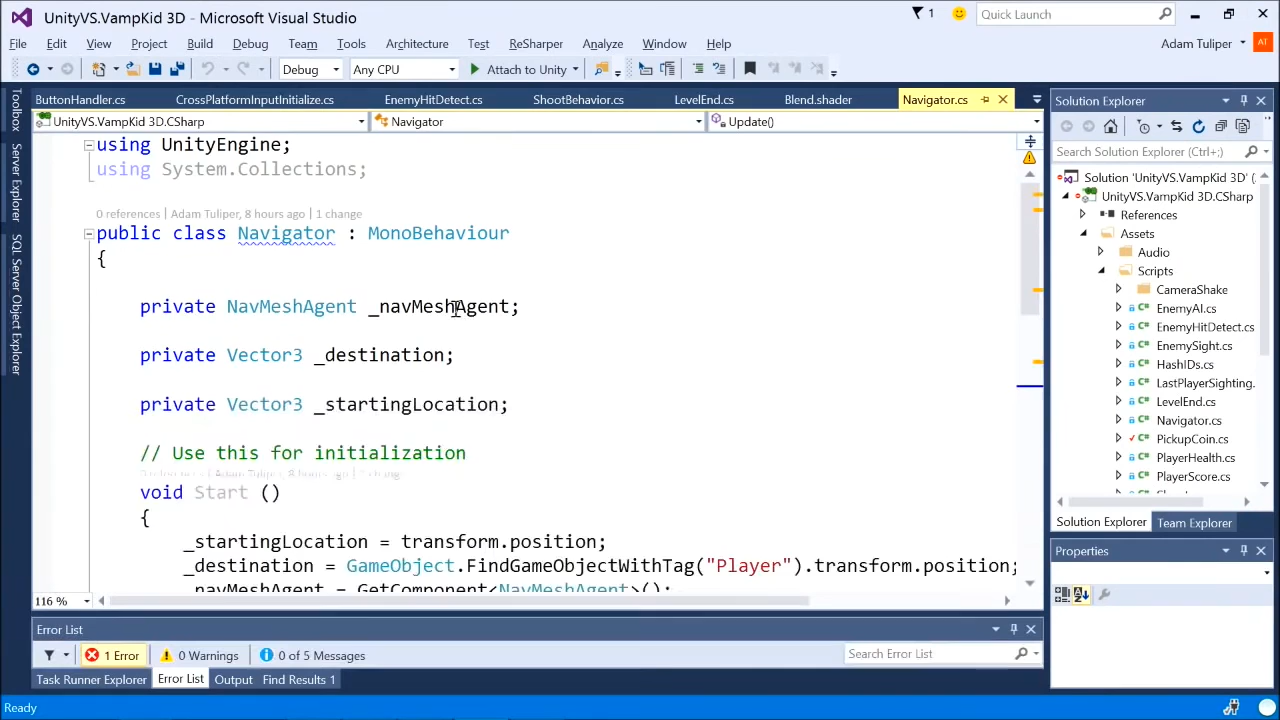 UnityVS.VampKid 3D - Microsoft Visual Studio
1
Quick Launch
File Edit View Project Build Debug Team Tools Architecture Test ReSharper Analyze Window Help
Adam Tuliper
AT
Debug
Any CPU
Attach to Unity
ButtonHandler.cs CrossPlatformInputInitialize.cs EnemyHitDetect.cs ShootBehavior.cs LevelEnd.cs Blend.shader Navigator.cs
UnityVS.VampKid 3D.CSharp
Navigator
Update()
Toolbox
Server Explorer
SQL Server Object Explorer
using UnityEngine;
using System.Collections;
0 references | Adam Tuliper, 8 hours ago | 1 change
public class Navigator : MonoBehaviour
{
private NavMeshAgent _navMeshAgent;
private Vector3 _destination;
private Vector3 _startingLocation;
// Use this for initialization
void Start ()
{
_startingLocation = transform.position;
_destination = GameObject.FindGameObjectWithTag("Player").transform.position;
_navMeshAgent = GetComponent<NavMeshAgent>();
116 %
Solution Explorer
Search Solution Explorer (Ctrl+;)
Solution 'UnityVS.VampKid 3D' (
UnityVS.VampKid 3D.CSharp
References
Assets
Audio
Scripts
CameraShake
EnemyAI.cs
EnemyHitDetect.cs
EnemySight.cs
HashIDs.cs
LastPlayerSighting.
LevelEnd.cs
Navigator.cs
PickupCoin.cs
PlayerHealth.cs
PlayerScore.cs
Solution Explorer Team Explorer
Properties
Error List
1 Error
0 Warnings
0 of 5 Messages
Search Error List
Task Runner Explorer Error List Output Find Results 1
Ready